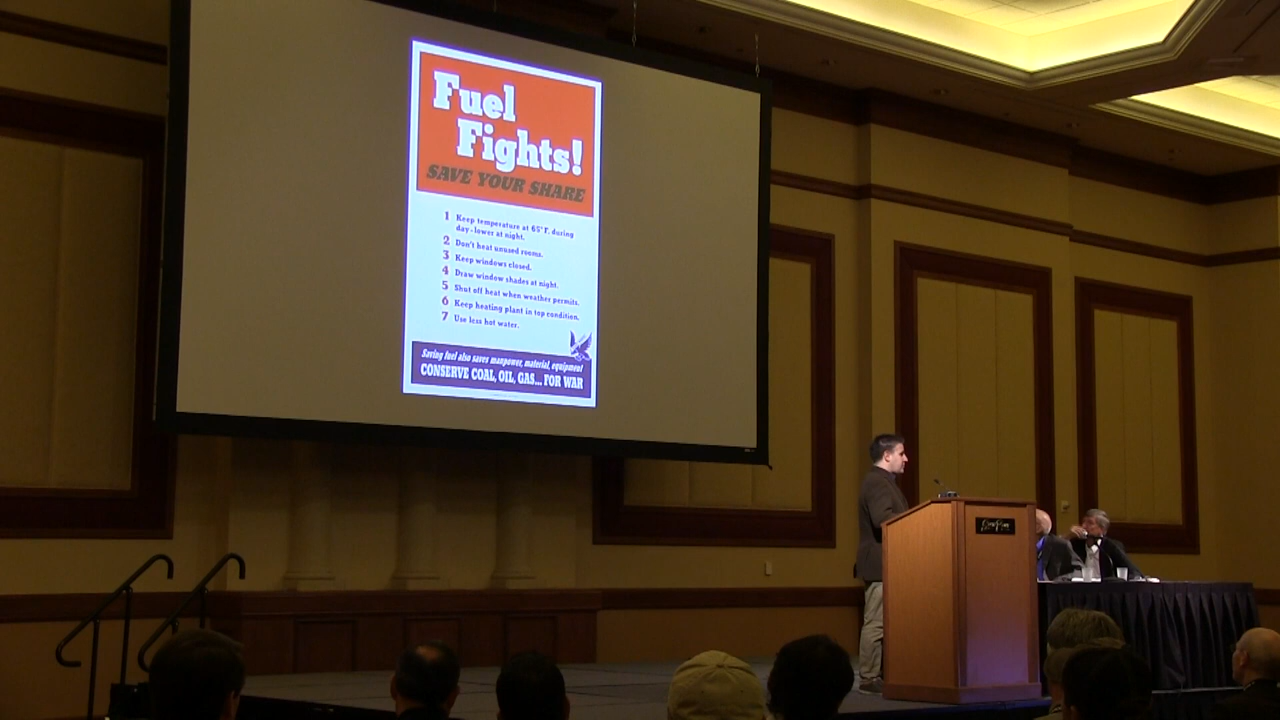 Fuel
Fights!
SAVE YOUR SHARE
1 Keep temperature at 65°F. during
day-lower at night.
2 Don't heat unused rooms.
3 Keep windows closed.
4 Draw window shades at night.
5 Shut off heat when weather permits.
6 Keep heating plant in top condition.
7 Use less hot water.
Saving fuel also saves manpower, material, equipment
CONSERVE COAL, OIL, GAS... FOR WAR